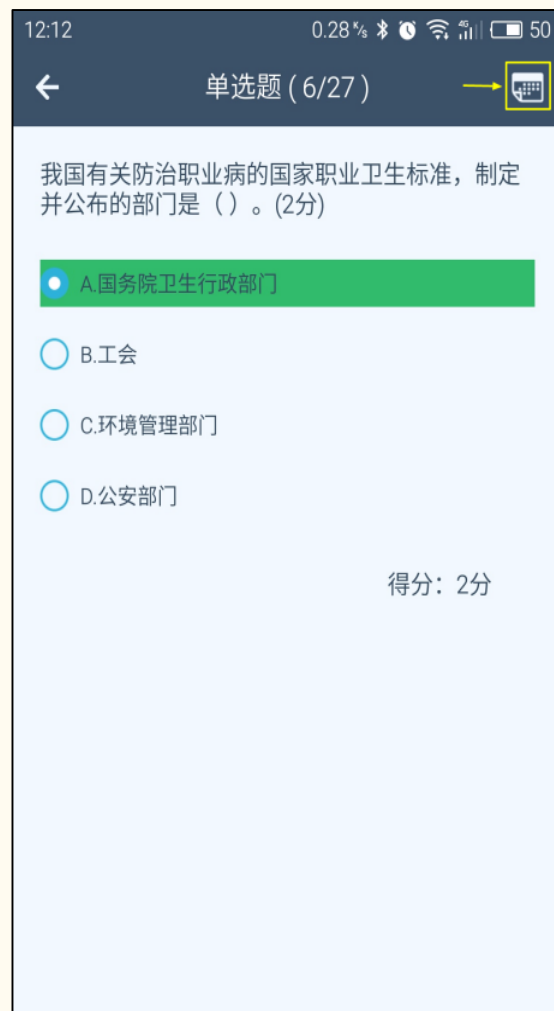 12:12 0.28 K/s 4G 50
单选题 ( 6/27 )
我国有关防治职业病的国家职业卫生标准，制定
并公布的部门是（ ）。(2分)
A.国务院卫生行政部门
B.工会
C.环境管理部门
D.公安部门
得分：2分